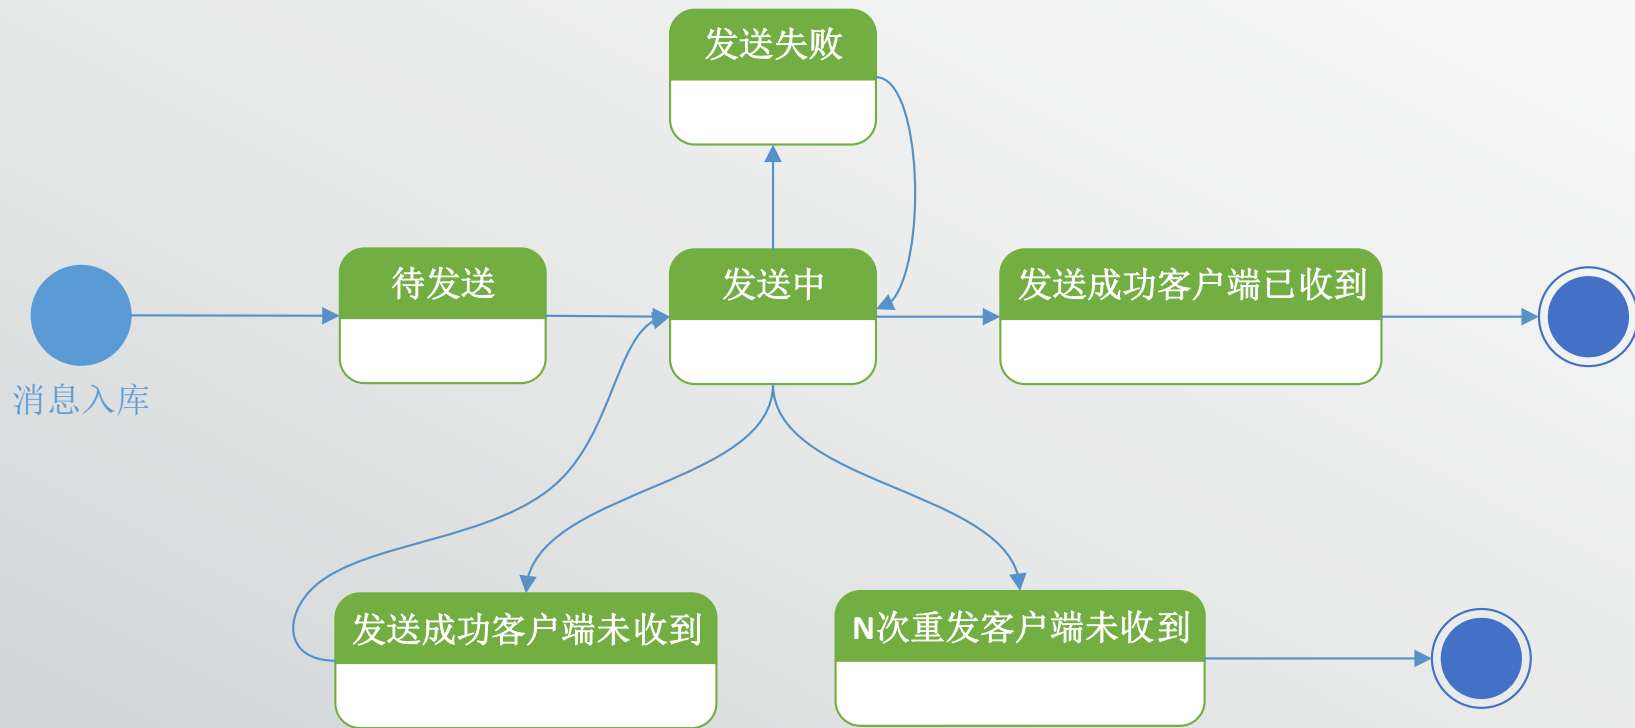 发送失败
待发送
发送中
发送成功客户端已收到
消息入库
发送成功客户端未收到
N次重发客户端未收到